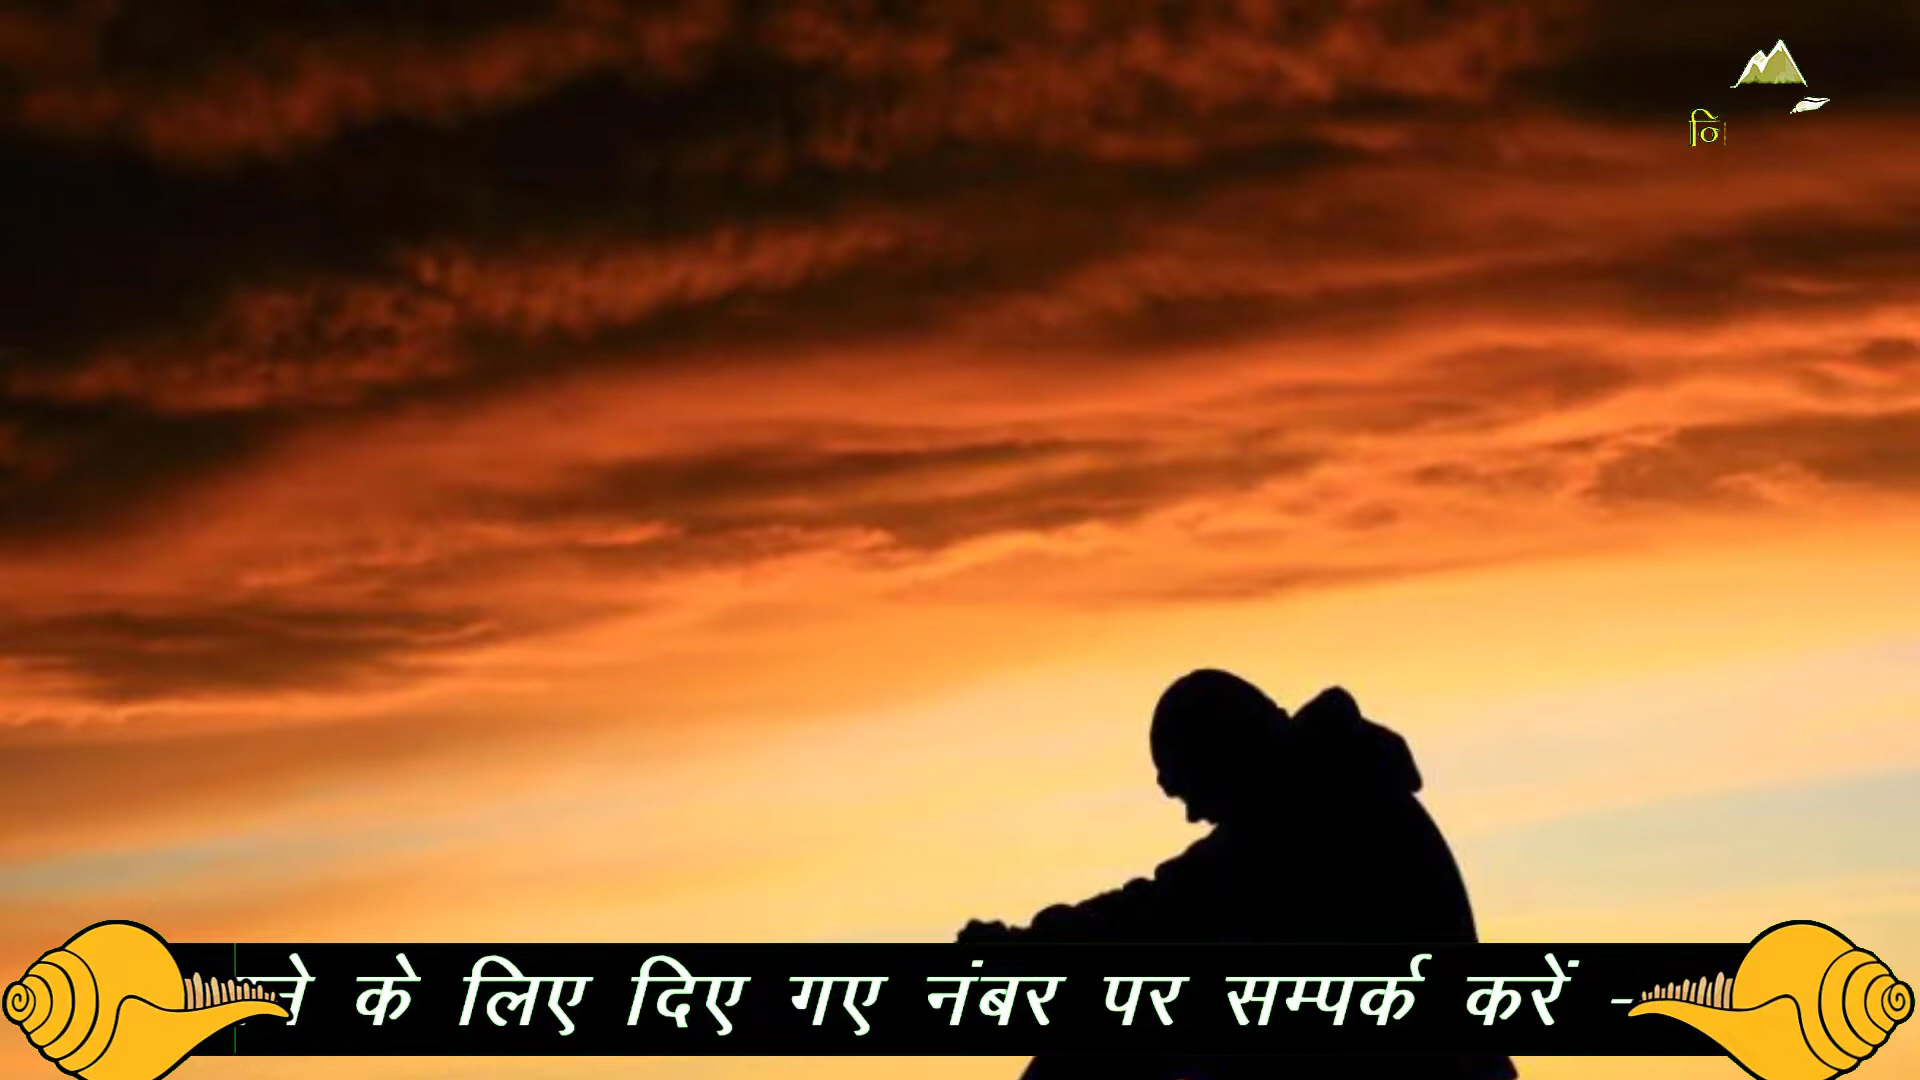 के लिए दिए गए नंबर पर सम्पर्क करें -